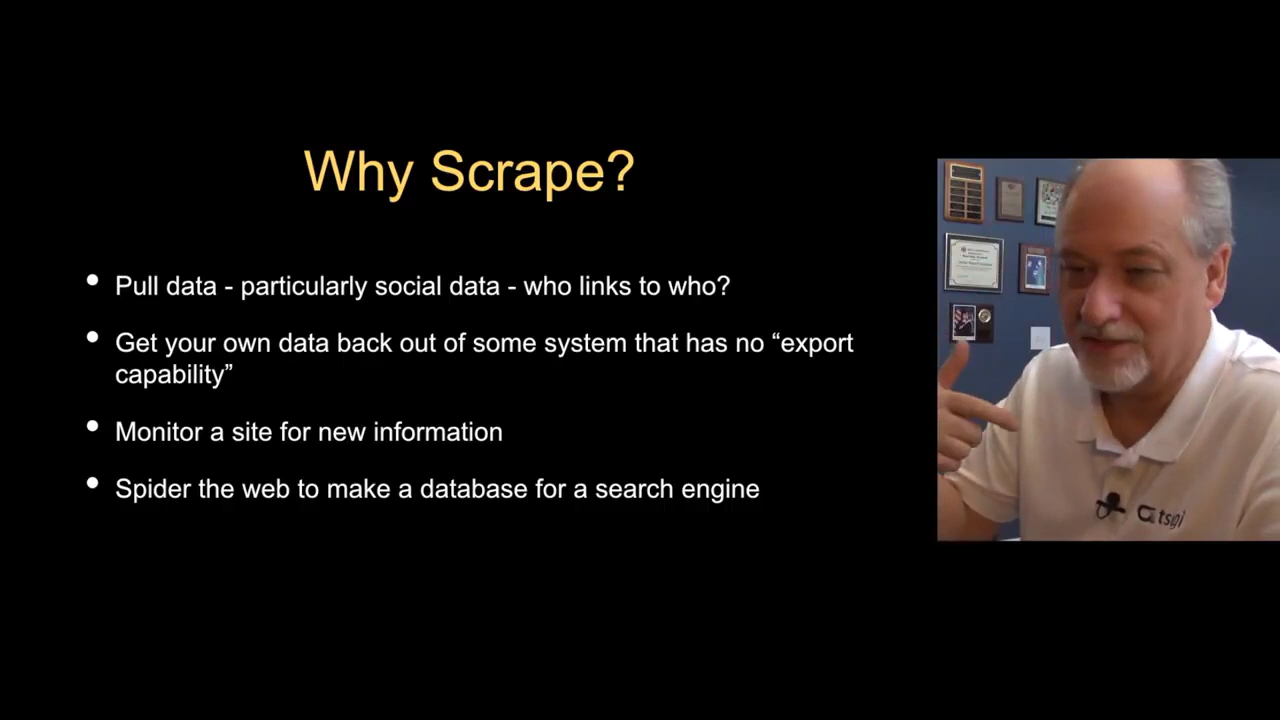 Why Scrape?
• Pull data - particularly social data - who links to who?
• Get your own data back out of some system that has no “export
capability”
• Monitor a site for new information
• Spider the web to make a database for a search engine
tsugi